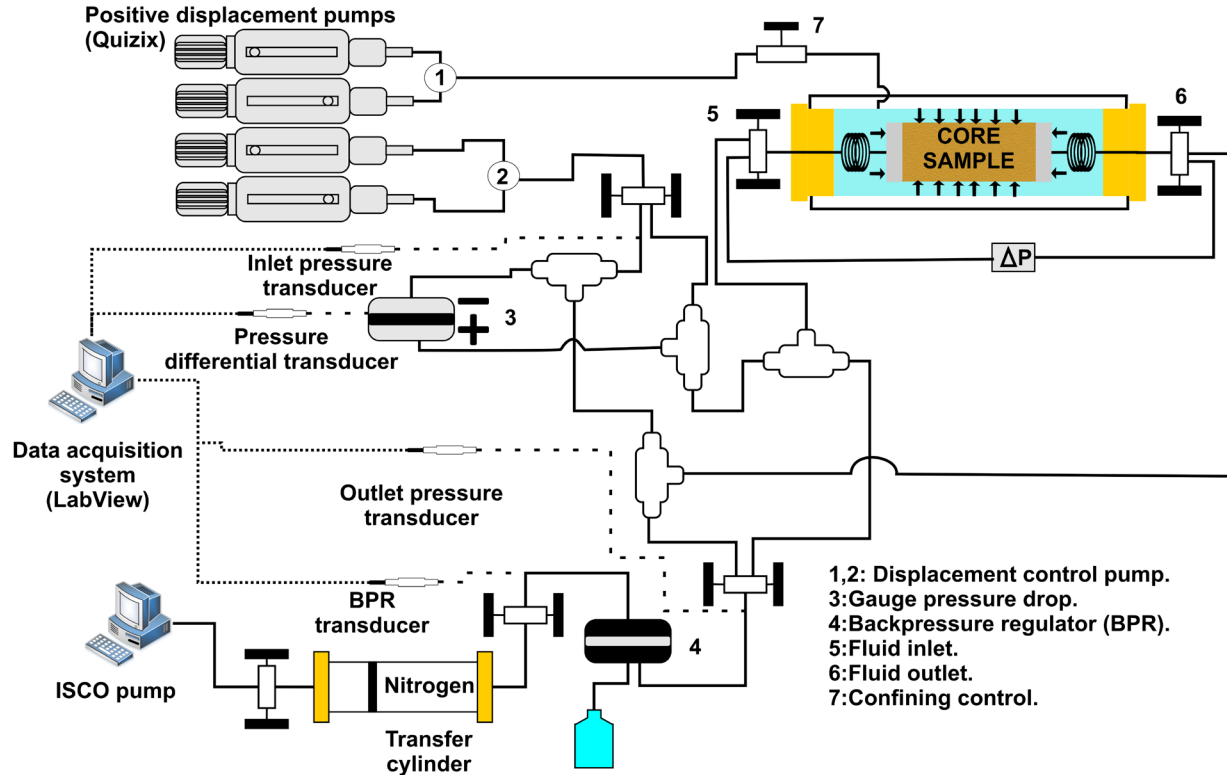 Positive displacement pumps
(Quizix)
1
2
7
5
6
CORE
SAMPLE
ΔP
Inlet pressure
transducer
3
Pressure
differential transducer
Data acquisition
system
(LabView)
Outlet pressure
transducer
BPR
transducer
4
ISCO pump
Nitrogen
Transfer
cylinder
1,2: Displacement control pump.
3:Gauge pressure drop.
4:Backpressure regulator (BPR).
5:Fluid inlet.
6:Fluid outlet.
7:Confining control.